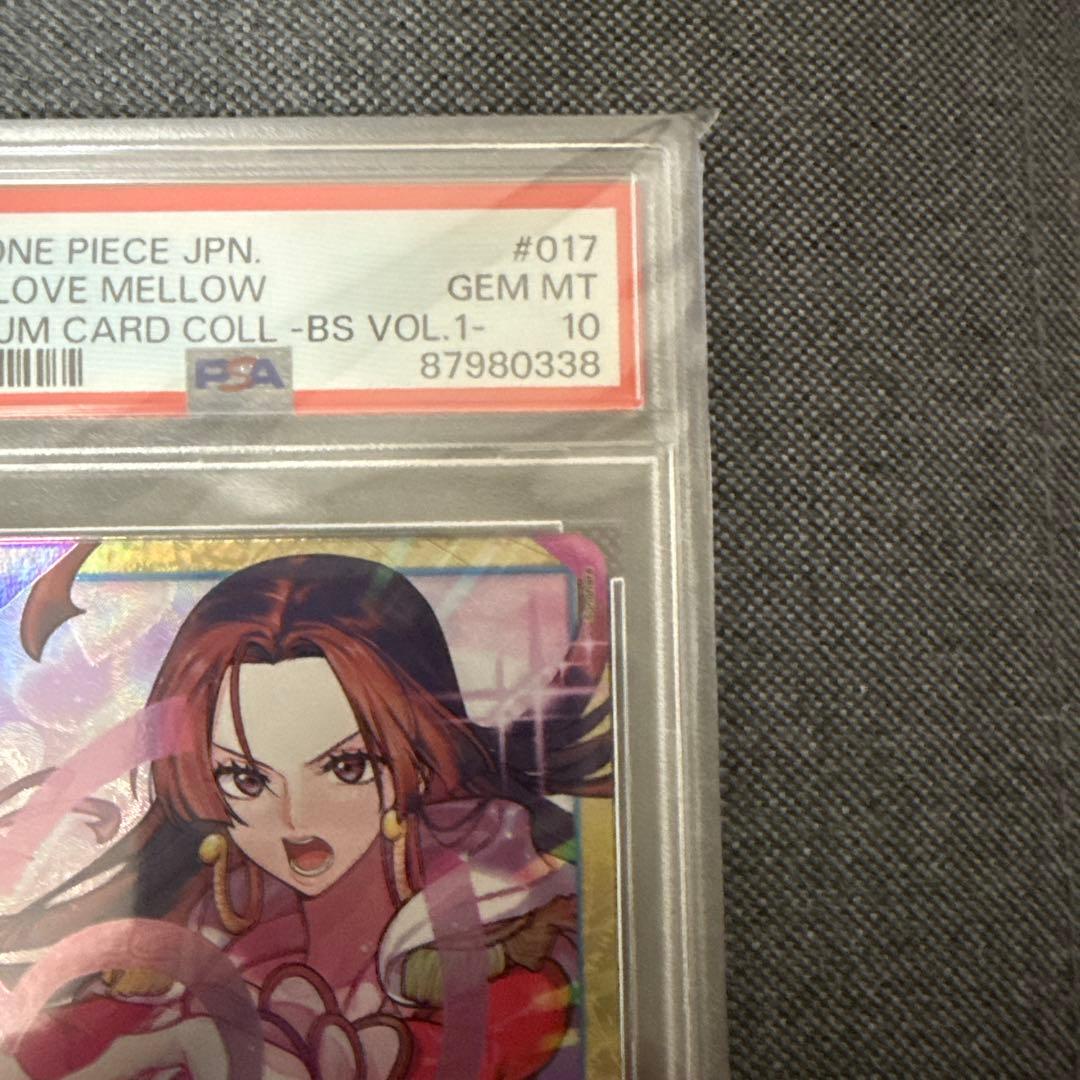 ONE PIECE JPN. #017
LOVE MELLOW GEM MT
UM CARD COLL -BS VOL.1- 10
PSA 87980338